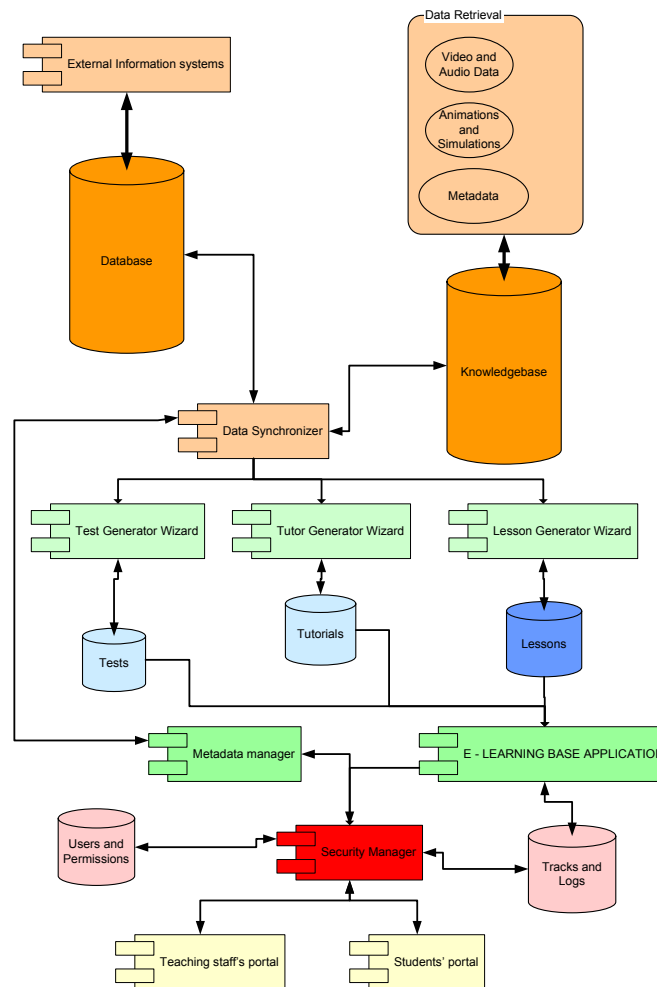 Data Retrieval
External Information systems
Video and
Audio Data
Animations
and
Simulations
Metadata
Database
Knowledgebase
Data Synchronizer
Test Generator Wizard
Tutor Generator Wizard
Lesson Generator Wizard
Tutorials
Tests
Lessons
Metadata manager
E - LEARNING BASE APPLICATION
Users and
Permissions
Security Manager
Tracks and
Logs
Teaching staff's portal
Students' portal